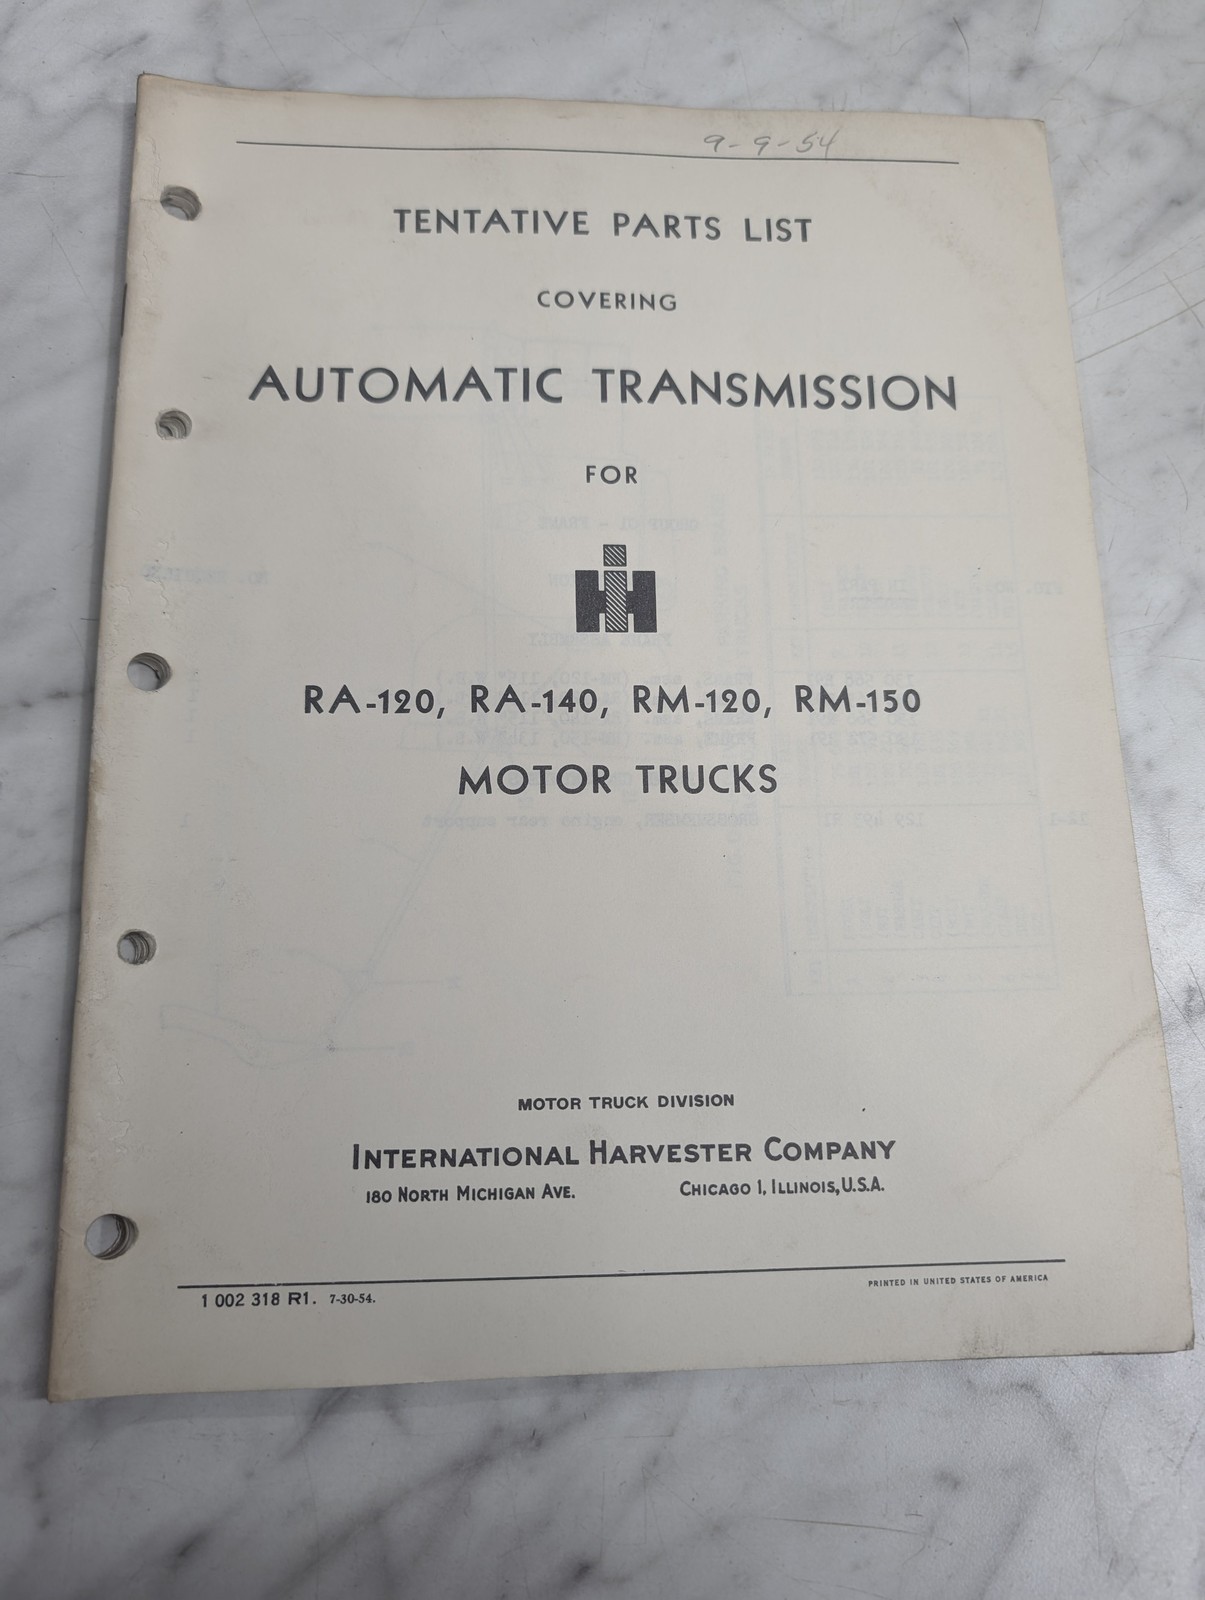 9-9-54
TENTATIVE PARTS LIST
COVERING
AUTOMATIC TRANSMISSION
FOR
IH
RA-120, RA-140, RM-120, RM-150
MOTOR TRUCKS
MOTOR TRUCK DIVISION
INTERNATIONAL HARVESTER COMPANY
180 NORTH MICHIGAN AVE. CHICAGO 1, ILLINOIS, U.S.A.
PRINTED IN UNITED STATES OF AMERICA
1 002 318 R1. 7-30-54.